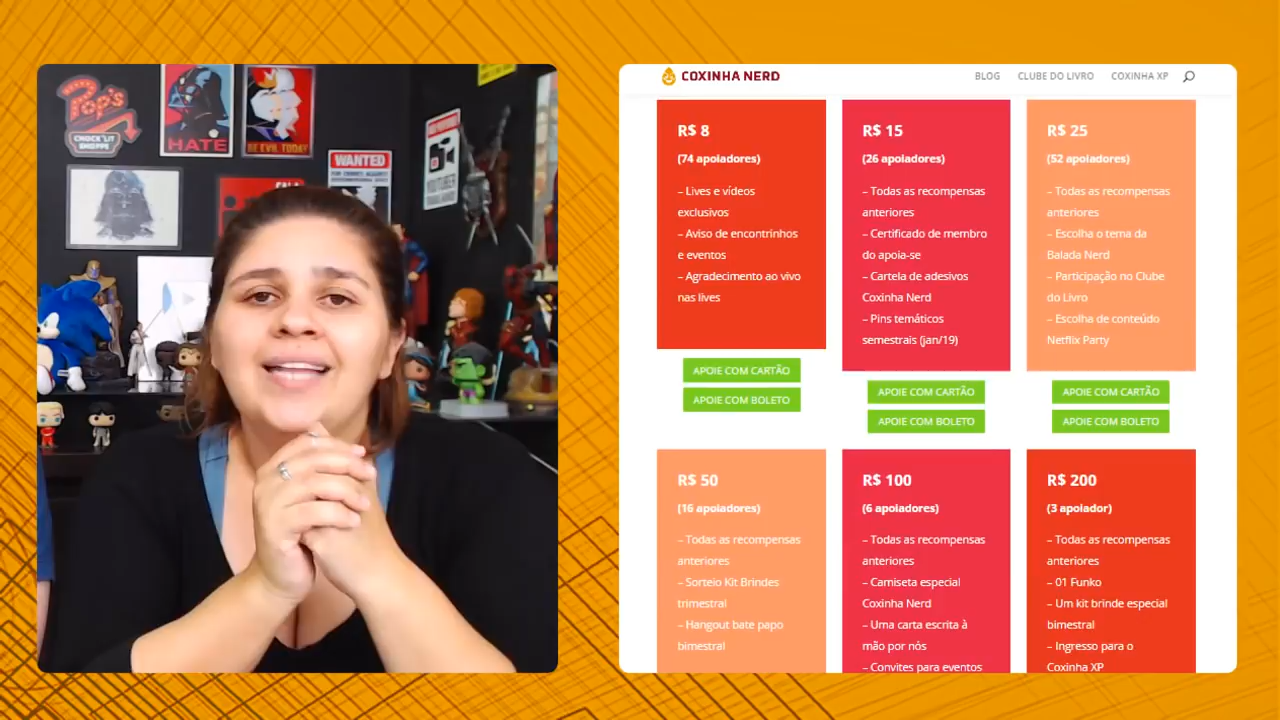 Pop's
CHOCK'LIT
SHOPPE
HATE
BE EVIL TODAY
WANTED
COXINHA NERD
BLOG
CLUBE DO LIVRO
COXINHA XP
R$ 8
(74 apoiadores)
– Lives e vídeos
exclusivos
– Aviso de encontrinhos
e eventos
– Agradecimento ao vivo
nas lives
APOIE COM CARTÃO
APOIE COM BOLETO
R$ 15
(26 apoiadores)
– Todas as recompensas
anteriores
– Certificado de membro
do apoia-se
– Cartela de adesivos
Coxinha Nerd
– Pins temáticos
semestrais (jan/19)
APOIE COM CARTÃO
APOIE COM BOLETO
R$ 25
(52 apoiadores)
– Todas as recompensas
anteriores
– Escolha o tema da
Balada Nerd
– Participação no Clube
do Livro
– Escolha de conteúdo
Netflix Party
APOIE COM CARTÃO
APOIE COM BOLETO
R$ 50
(16 apoiadores)
– Todas as recompensas
anteriores
– Sorteio Kit Brindes
trimestral
– Hangout bate papo
bimestral
R$ 100
(6 apoiadores)
– Todas as recompensas
anteriores
– Camiseta especial
Coxinha Nerd
– Uma carta escrita à
mão por nós
– Convites para eventos
R$ 200
(3 apoiador)
– Todas as recompensas
anteriores
– 01 Funko
– Um kit brinde especial
bimestral
– Ingresso para o
Coxinha XP